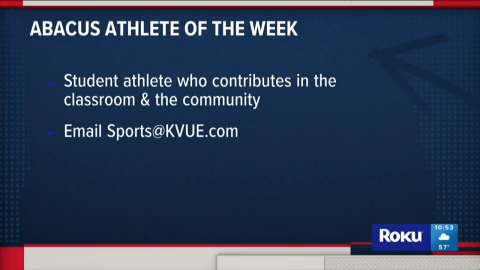 ABACUS ATHLETE OF THE WEEK
Student athlete who contributes in the
classroom & the community
Email Sports@KVUE.com
ROKU
10:53
57°